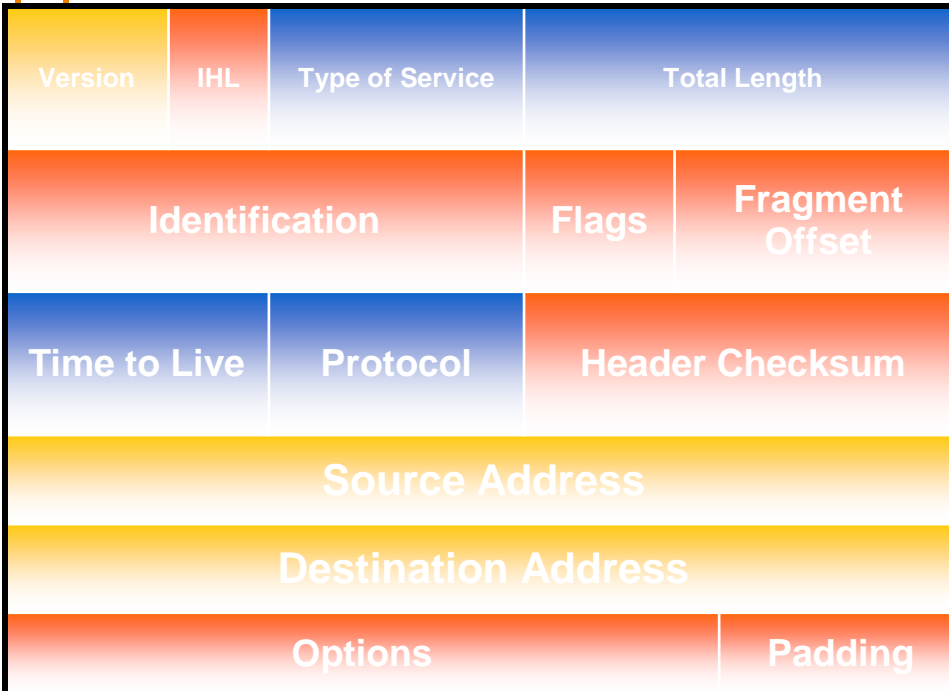 Version IHL Type of Service Total Length
Identification Flags Fragment
Offset
Time to Live Protocol Header Checksum
Source Address
Destination Address
Options Padding